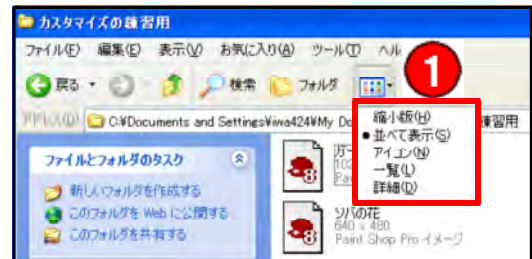 カスタマイズの練習用
ファイル(F) 編集(E) 表示(V) お気に入り(A) ツール(T) ヘル
戻る 検索 フォルダ
1
アドレス(D) C:¥Documents and Settings¥iwa424¥My Do 練習用
縮小版(H)
並べて表示(S)
アイコン(N)
一覧(L)
詳細(D)
ファイルとフォルダのタスク
新しいフォルダを作成する
このフォルダを Web に公開する
このフォルダを共有する
ソバの花
640 x 480
Paint Shop Pro イメージ